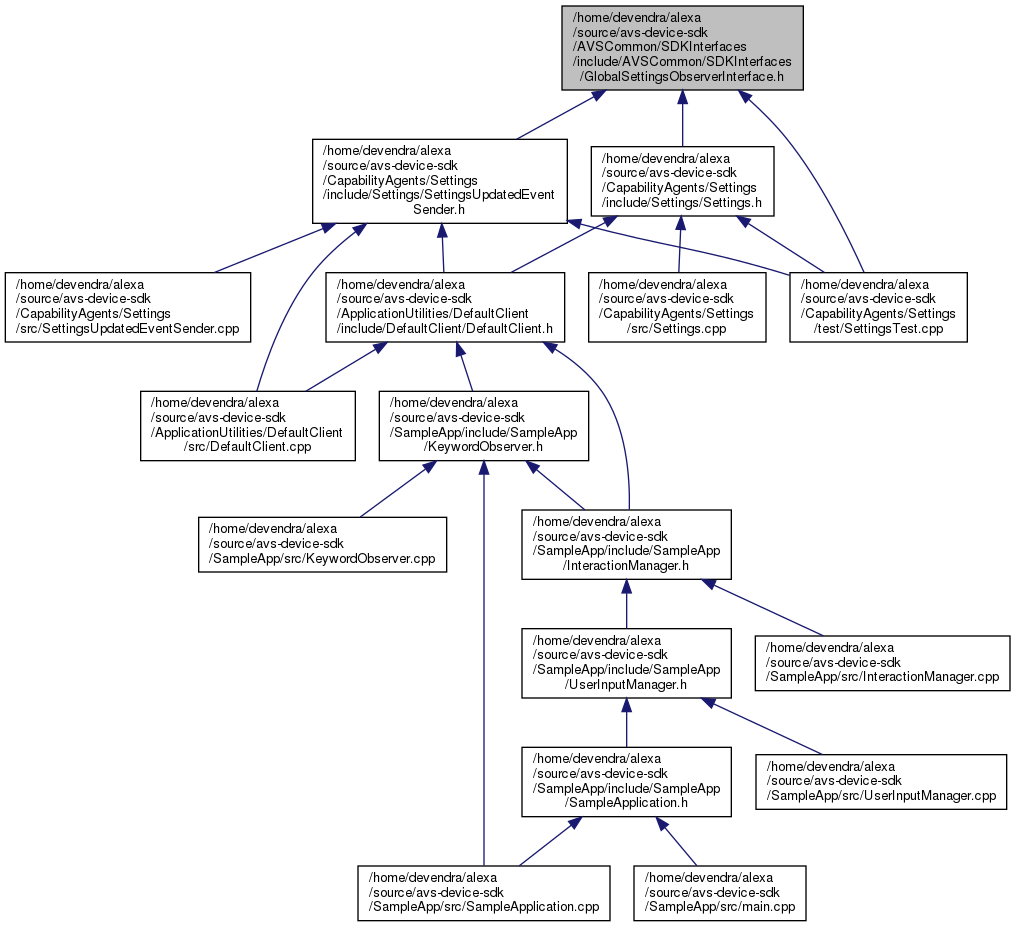 /home/devendra/alexa
/source/avs-device-sdk
/AVSCommon/SDKInterfaces
/include/AVSCommon/SDKInterfaces
/GlobalSettingsObserverInterface.h
/home/devendra/alexa
/source/avs-device-sdk
/CapabilityAgents/Settings
/include/Settings/SettingsUpdatedEvent
Sender.h
/home/devendra/alexa
/source/avs-device-sdk
/CapabilityAgents/Settings
/include/Settings/Settings.h
/home/devendra/alexa
/source/avs-device-sdk
/CapabilityAgents/Settings
/src/SettingsUpdatedEventSender.cpp
/home/devendra/alexa
/source/avs-device-sdk
/ApplicationUtilities/DefaultClient
/include/DefaultClient/DefaultClient.h
/home/devendra/alexa
/source/avs-device-sdk
/CapabilityAgents/Settings
/src/Settings.cpp
/home/devendra/alexa
/source/avs-device-sdk
/CapabilityAgents/Settings
/test/SettingsTest.cpp
/home/devendra/alexa
/source/avs-device-sdk
/ApplicationUtilities/DefaultClient
/src/DefaultClient.cpp
/home/devendra/alexa
/source/avs-device-sdk
/SampleApp/include/SampleApp
/KeywordObserver.h
/home/devendra/alexa
/source/avs-device-sdk
/SampleApp/src/KeywordObserver.cpp
/home/devendra/alexa
/source/avs-device-sdk
/SampleApp/include/SampleApp
/InteractionManager.h
/home/devendra/alexa
/source/avs-device-sdk
/SampleApp/include/SampleApp
/UserInputManager.h
/home/devendra/alexa
/source/avs-device-sdk
/SampleApp/src/InteractionManager.cpp
/home/devendra/alexa
/source/avs-device-sdk
/SampleApp/include/SampleApp
/SampleApplication.h
/home/devendra/alexa
/source/avs-device-sdk
/SampleApp/src/UserInputManager.cpp
/home/devendra/alexa
/source/avs-device-sdk
/SampleApp/src/SampleApplication.cpp
/home/devendra/alexa
/source/avs-device-sdk
/SampleApp/src/main.cpp